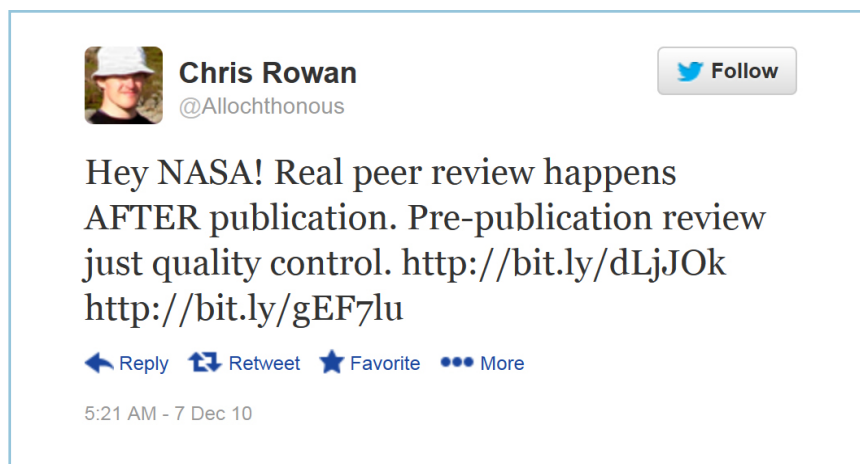 Chris Rowan
@Allochthonous
Follow
Hey NASA! Real peer review happens
AFTER publication. Pre-publication review
just quality control. http://bit.ly/dLjJOk
http://bit.ly/gEF7lu
Reply Retweet Favorite More
5:21 AM - 7 Dec 10